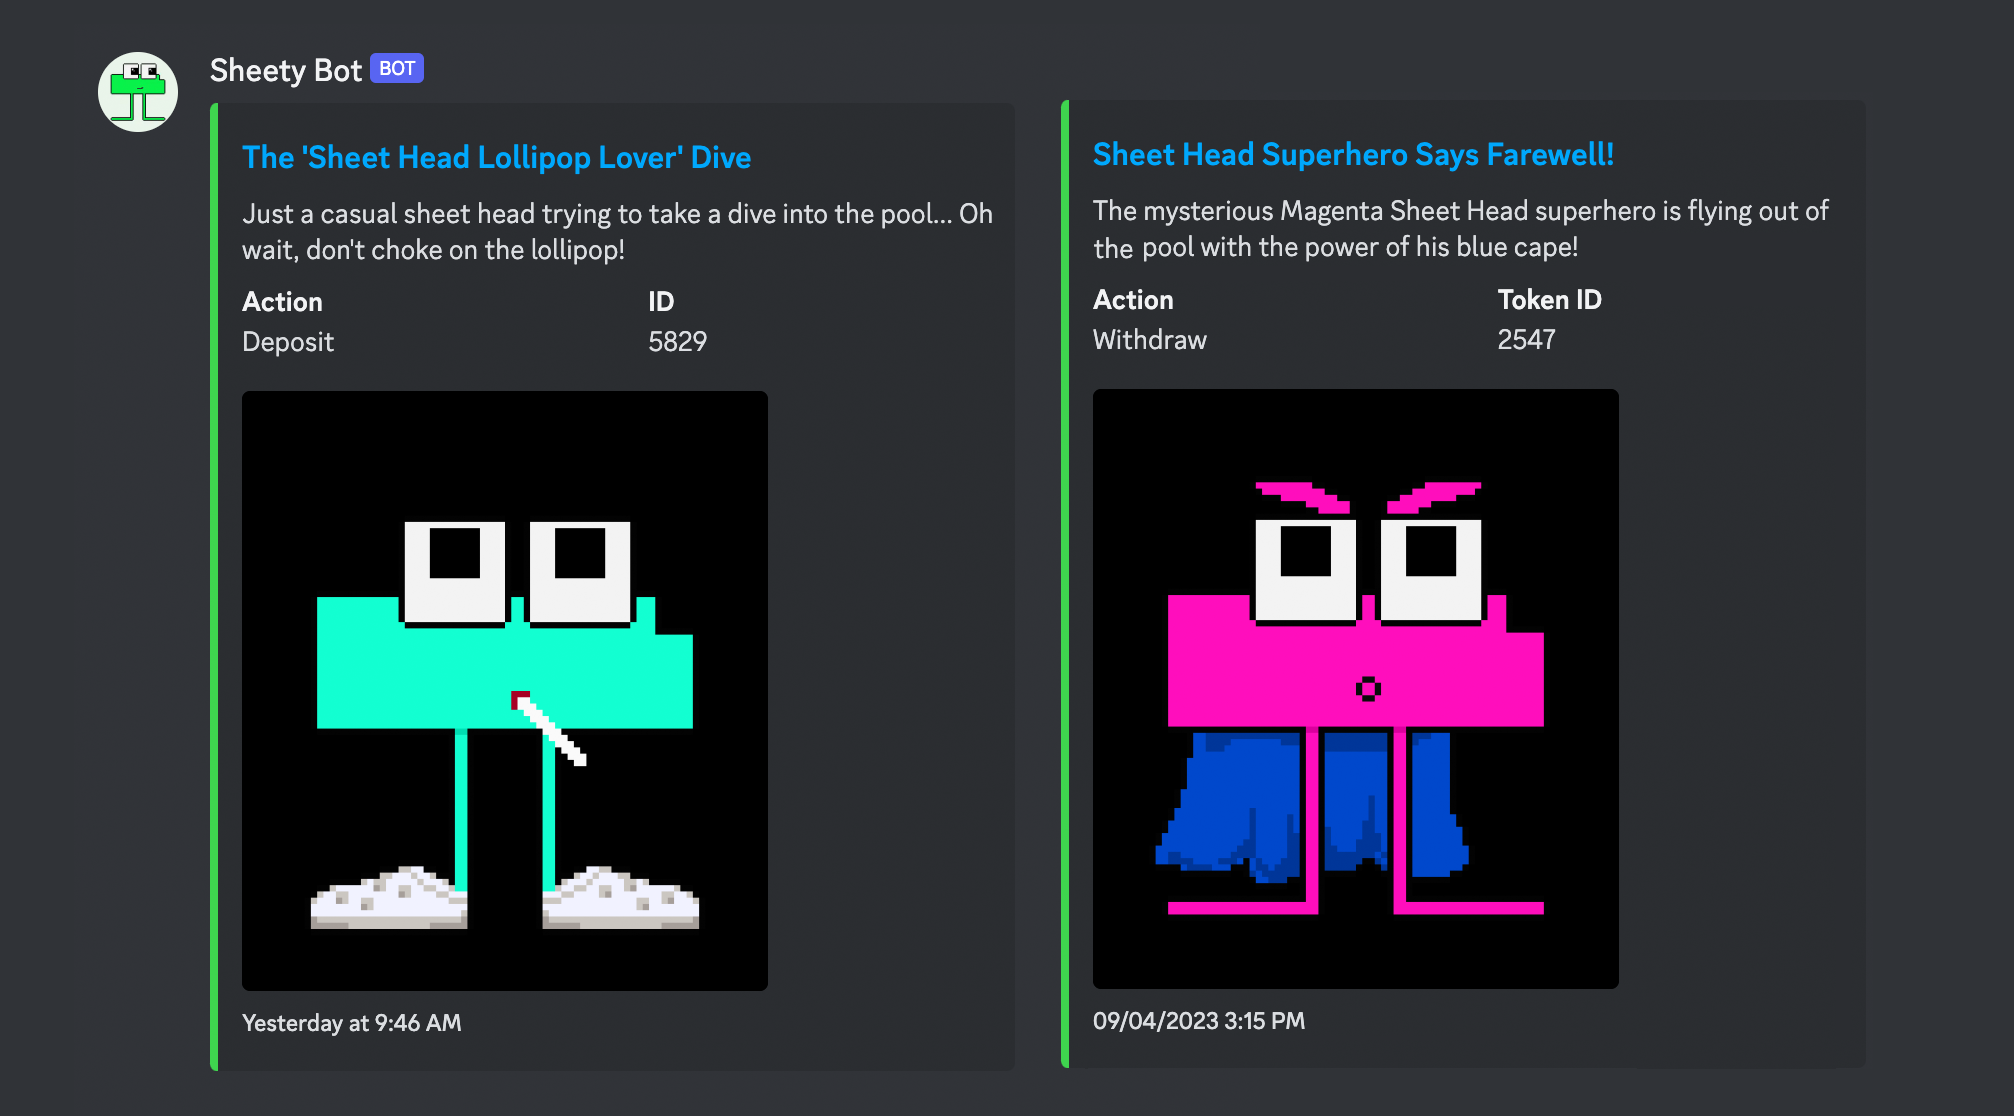 Sheety Bot BOT
The 'Sheet Head Lollipop Lover' Dive
Just a casual sheet head trying to take a dive into the pool... Oh
wait, don't choke on the lollipop!
Action ID
Deposit 5829
Yesterday at 9:46 AM
Sheet Head Superhero Says Farewell!
The mysterious Magenta Sheet Head superhero is flying out of
the pool with the power of his blue cape!
Action Token ID
Withdraw 2547
09/04/2023 3:15 PM